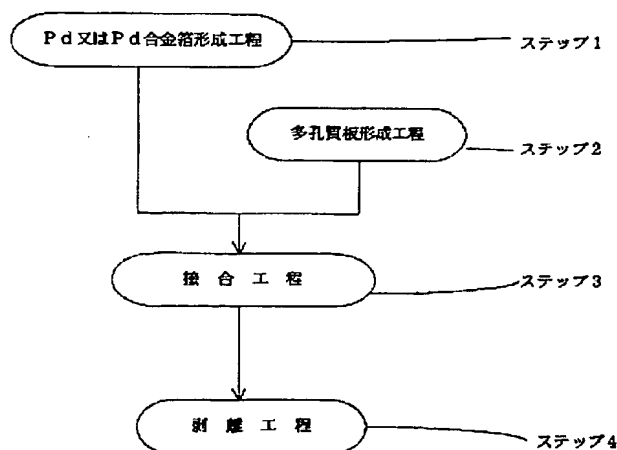 Pd又はPd合金箔形成工程
ステップ1
多孔質板形成工程
ステップ2
接合工程
ステップ3
剥離工程
ステップ4